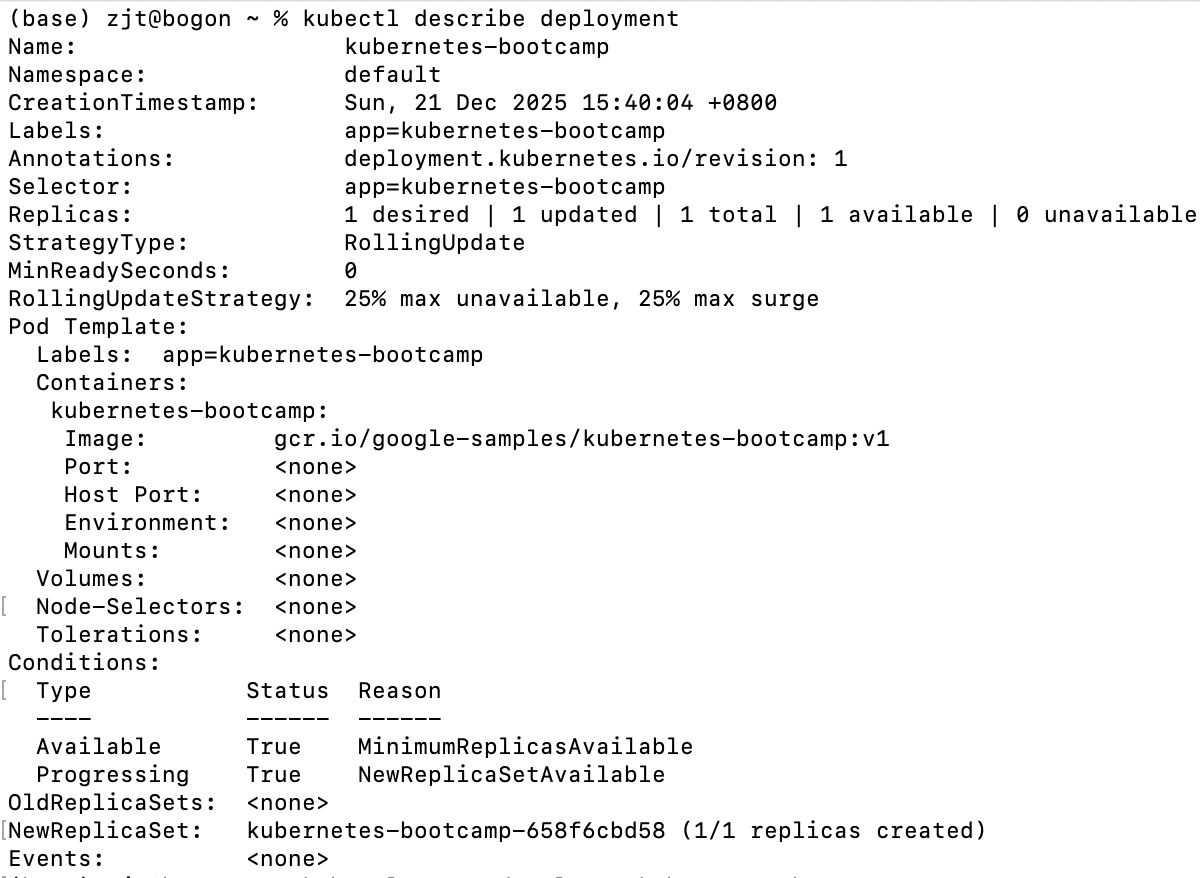 (base) zjt@bogon ~ % kubectl describe deployment
Name:                   kubernetes-bootcamp
Namespace:              default
CreationTimestamp:      Sun, 21 Dec 2025 15:40:04 +0800
Labels:                 app=kubernetes-bootcamp
Annotations:            deployment.kubernetes.io/revision: 1
Selector:               app=kubernetes-bootcamp
Replicas:               1 desired | 1 updated | 1 total | 1 available | 0 unavailable
StrategyType:           RollingUpdate
MinReadySeconds:        0
RollingUpdateStrategy:  25% max unavailable, 25% max surge
Pod Template:
  Labels:  app=kubernetes-bootcamp
  Containers:
   kubernetes-bootcamp:
    Image:         gcr.io/google-samples/kubernetes-bootcamp:v1
    Port:          <none>
    Host Port:     <none>
    Environment:   <none>
    Mounts:        <none>
  Volumes:         <none>
[ Node-Selectors:  <none>
  Tolerations:     <none>
Conditions:
[ Type           Status  Reason
  ----           ------  ------
  Available      True    MinimumReplicasAvailable
  Progressing    True    NewReplicaSetAvailable
OldReplicaSets:  <none>
[NewReplicaSet:   kubernetes-bootcamp-658f6cbd58 (1/1 replicas created)
Events:          <none>